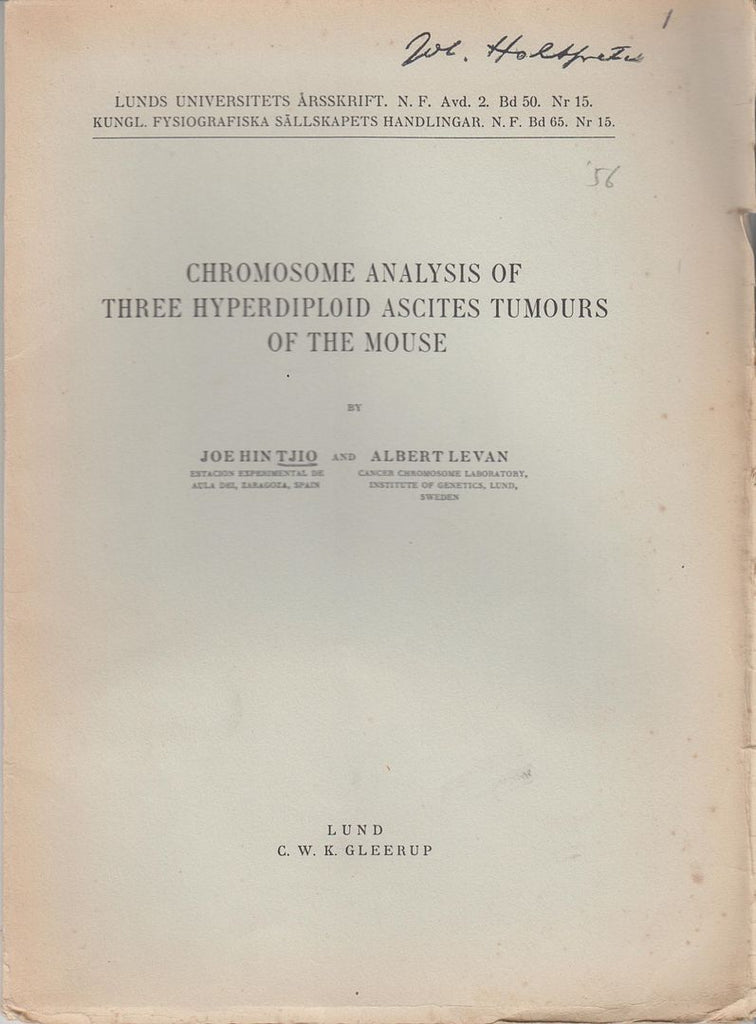 Joh. Holtfreter
LUNDS UNIVERSITETS ÅRSSKRIFT. N. F. Avd. 2. Bd 50. Nr 15.
KUNGL. FYSIOGRAFISKA SÄLLSKAPETS HANDLINGAR. N. F. Bd 65. Nr 15.
'56
CHROMOSOME ANALYSIS OF
THREE HYPERDIPLOID ASCITES TUMOURS
OF THE MOUSE
BY
JOE HIN TJIO AND ALBERT LEVAN
ESTACION EXPERIMENTAL DE
AULA DEI, ZARAGOZA, SPAIN
CANCER CHROMOSOME LABORATORY,
INSTITUTE OF GENETICS, LUND,
SWEDEN
LUND
C. W. K. GLEERUP